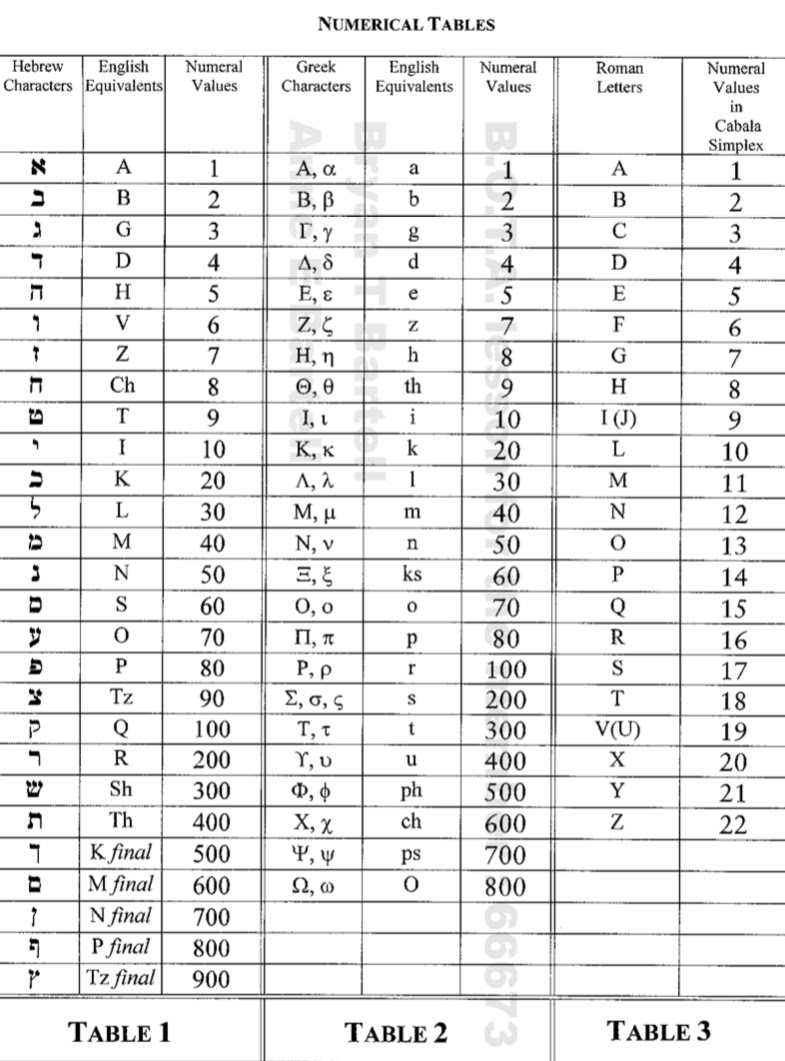 NUMERICAL TABLES
Hebrew Characters English Equivalents Numeral Values Greek Characters English Equivalents Numeral Values Roman Letters Numeral Values in Cabala Simplex
א A 1 Α, α a 1 A 1
ב B 2 Β, β b 2 B 2
ג G 3 Γ, γ g 3 C 3
ד D 4 Δ, δ d 4 D 4
ה H 5 Ε, ε e 5 E 5
ו V 6 Ζ, ζ z 7 F 6
ז Z 7 Η, η h 8 G 7
ח Ch 8 Θ, θ th 9 H 8
ט T 9 Ι, ι i 10 I (J) 9
י I 10 Κ, κ k 20 L 10
כ K 20 Λ, λ l 30 M 11
ל L 30 Μ, μ m 40 N 12
מ M 40 Ν, ν n 50 O 13
נ N 50 Ξ, ξ ks 60 P 14
ס S 60 Ο, ο o 70 Q 15
ע O 70 Π, π p 80 R 16
פ P 80 Ρ, ρ r 100 S 17
צ Tz 90 Σ, σ, ς s 200 T 18
ק Q 100 Τ, τ t 300 V(U) 19
ר R 200 Υ, υ u 400 X 20
ש Sh 300 Φ, φ ph 500 Y 21
ת Th 400 Χ, χ ch 600 Z 22
ך K final 500 Ψ, ψ ps 700
ם M final 600 Ω, ω O 800
ן N final 700
ף P final 800
ץ Tz final 900
TABLE 1 TABLE 2 TABLE 3
B.O.T.A. lesson for 66673
Bryan T Bartell
Anne E Bartell